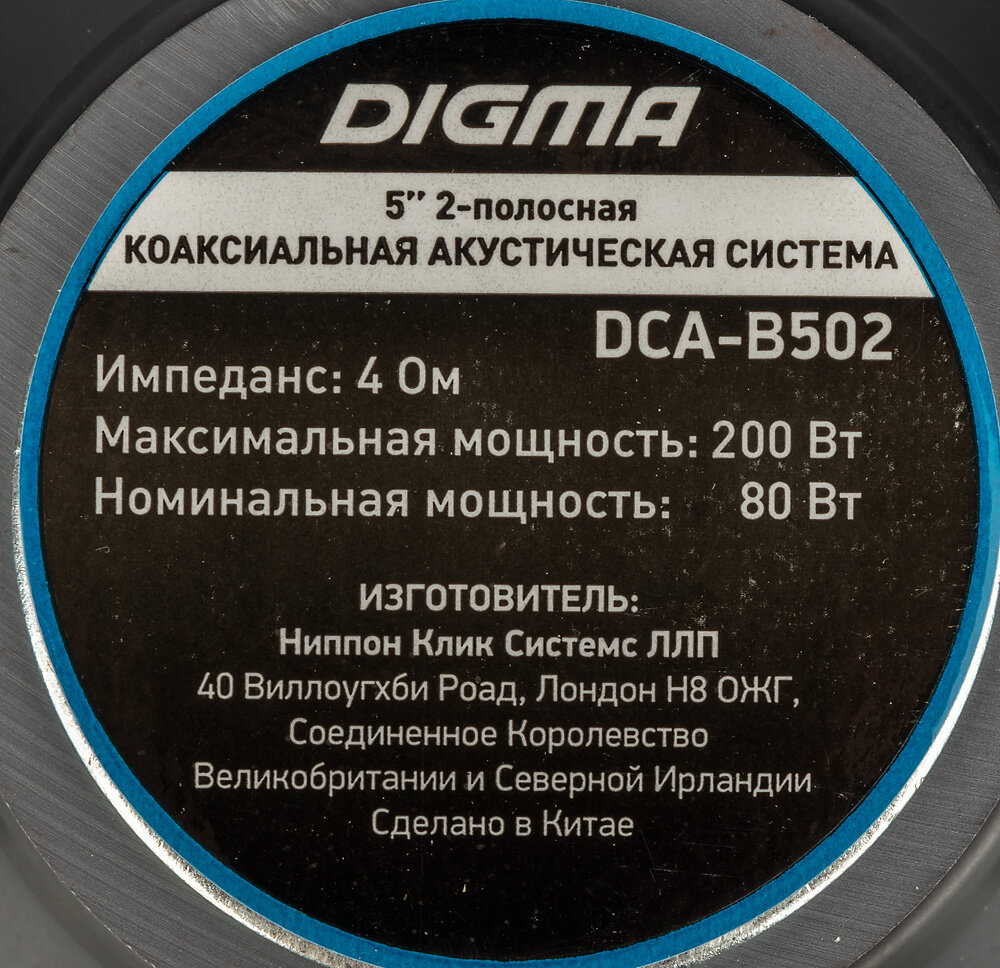 DIGMA
5” 2-полосная
КОАКСИАЛЬНАЯ АКУСТИЧЕСКАЯ СИСТЕМА
DCA-B502
Импеданс: 4 Ом
Максимальная мощность: 200 Вт
Номинальная мощность: 80 Вт
ИЗГОТОВИТЕЛЬ:
Ниппон Клик Системс ЛЛП
40 Виллоугхби Роад, Лондон Н8 ОЖГ,
Соединенное Королевство
Великобритании и Северной Ирландии
Сделано в Китае